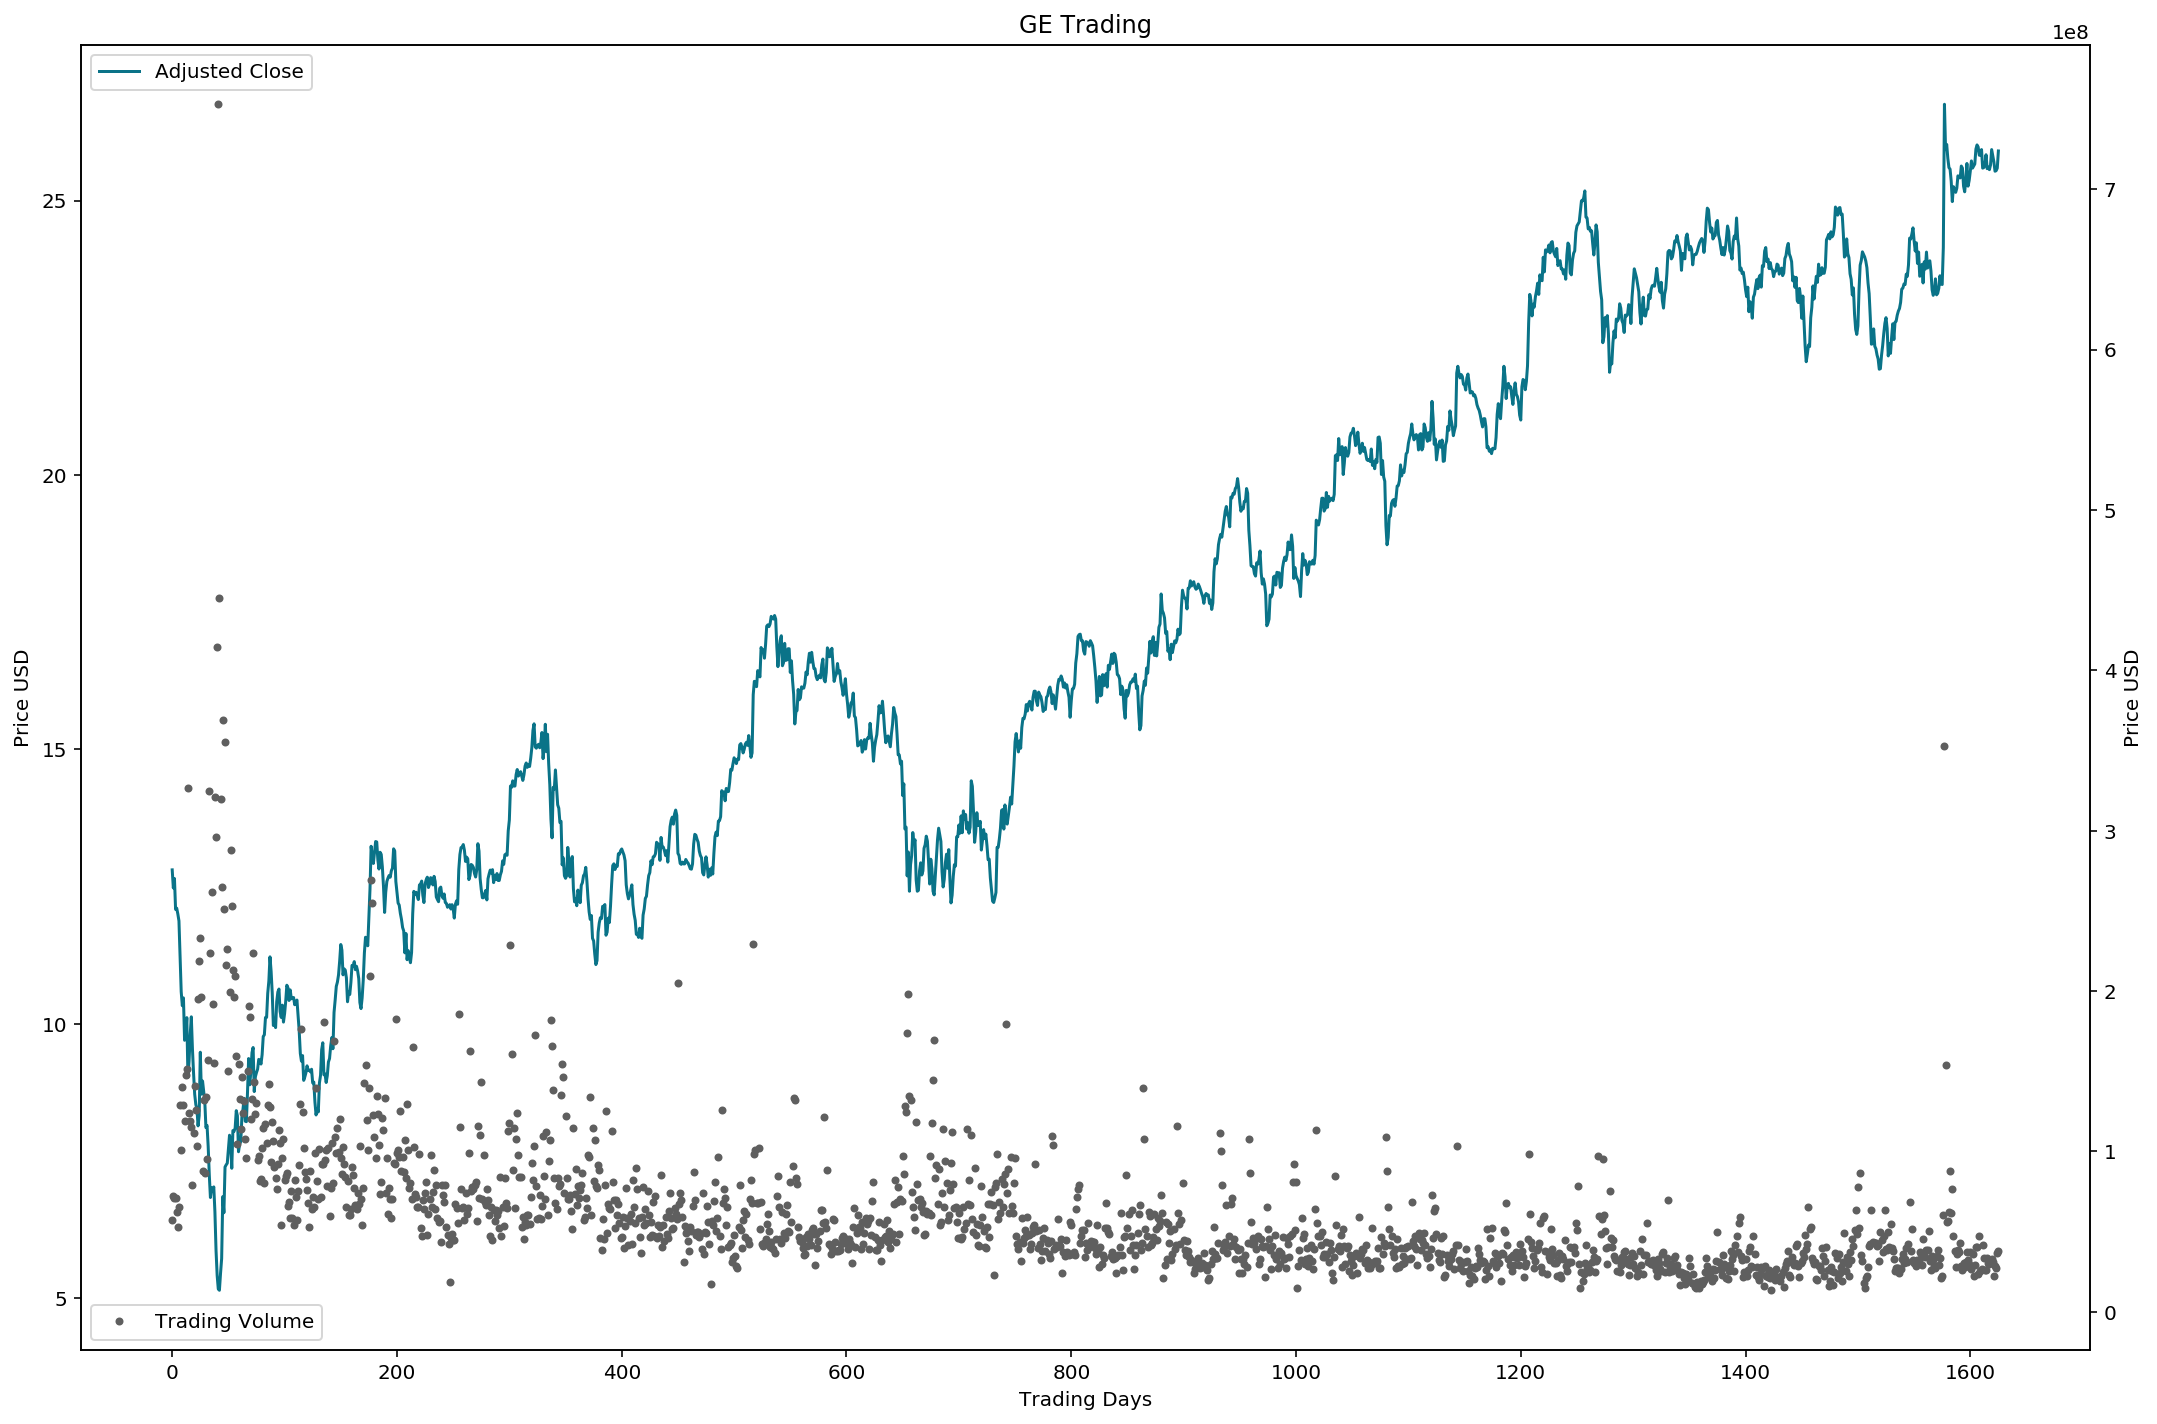 GE Trading
1e8
Adjusted Close
25
20
15
10
5
Price USD
7
6
5
4
3
2
1
0
Price USD
Trading Volume
0 200 400 600 800 1000 1200 1400 1600
Trading Days